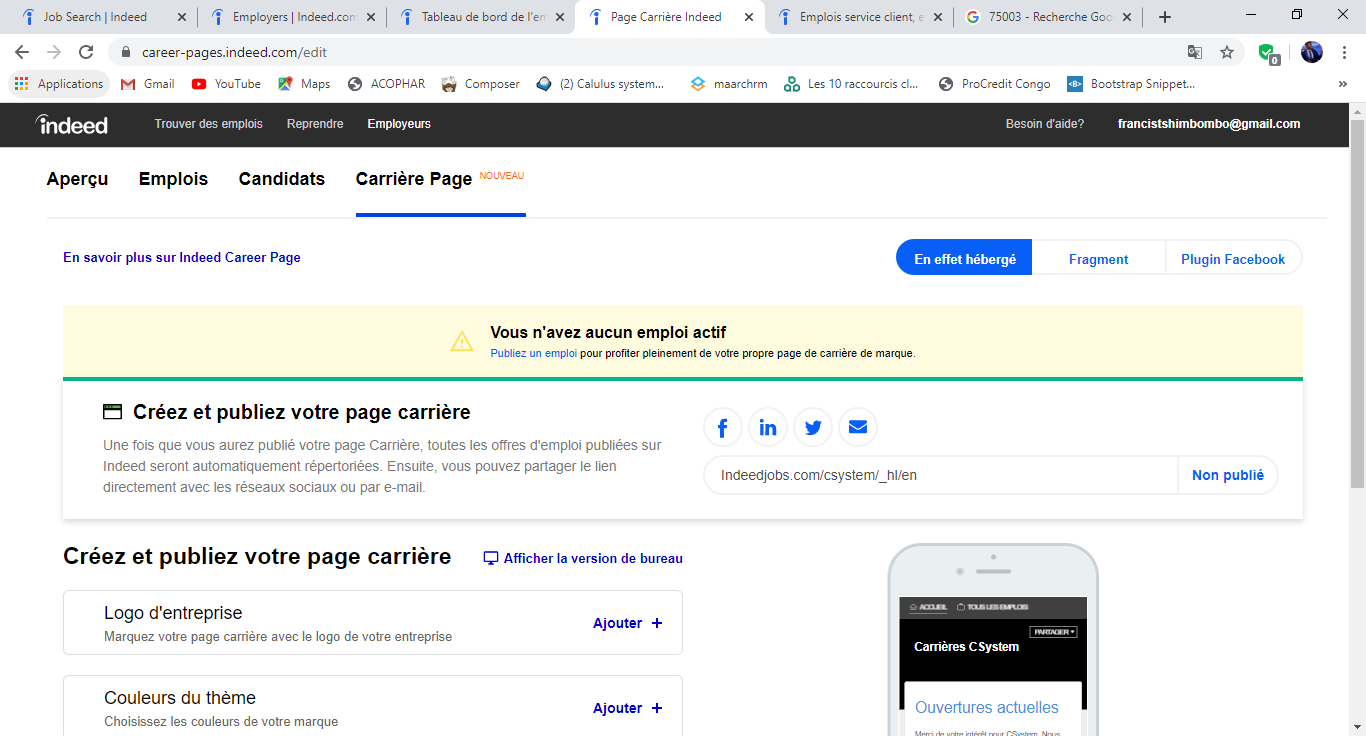 Job Search | Indeed
Employers | Indeed.com
Tableau de bord de l'em
Page Carrière Indeed
Emplois service client, e
75003 - Recherche Goo
career-pages.indeed.com/edit
Applications
Gmail
YouTube
Maps
ACOPHAR
Composer
(2) Calulus system...
maarchrm
Les 10 raccourcis cl...
ProCredit Congo
Bootstrap Snippet...
indeed
Trouver des emplois
Reprendre
Employeurs
Besoin d'aide?
francistshimbombo@gmail.com
Aperçu
Emplois
Candidats
Carrière Page NOUVEAU
En savoir plus sur Indeed Career Page
En effet hébergé
Fragment
Plugin Facebook
Vous n'avez aucun emploi actif
Publiez un emploi pour profiter pleinement de votre propre page de carrière de marque.
Créez et publiez votre page carrière
Une fois que vous aurez publié votre page Carrière, toutes les offres d'emploi publiées sur
Indeed seront automatiquement répertoriées. Ensuite, vous pouvez partager le lien
directement avec les réseaux sociaux ou par e-mail.
Indeedjobs.com/csystem/_hl/en
Non publié
Créez et publiez votre page carrière
Afficher la version de bureau
Logo d'entreprise
Marquez votre page carrière avec le logo de votre entreprise
Ajouter +
Couleurs du thème
Choisissez les couleurs de votre marque
Ajouter +
ACCUEIL
TOUS LES EMPLOIS
PARTAGER
Carrières CSystem
Ouvertures actuelles
Merci de votre intérêt pour CSystem. Nous